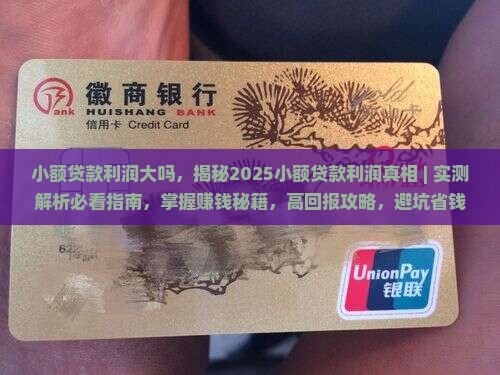 徽商银行
HUISHANG BANK
信用卡 Credit Card
小额贷款利润大吗，揭秘2025小额贷款利润真相 | 实测
解析必看指南，掌握赚钱秘籍，高回报攻略，避坑省钱
UnionPay
银联